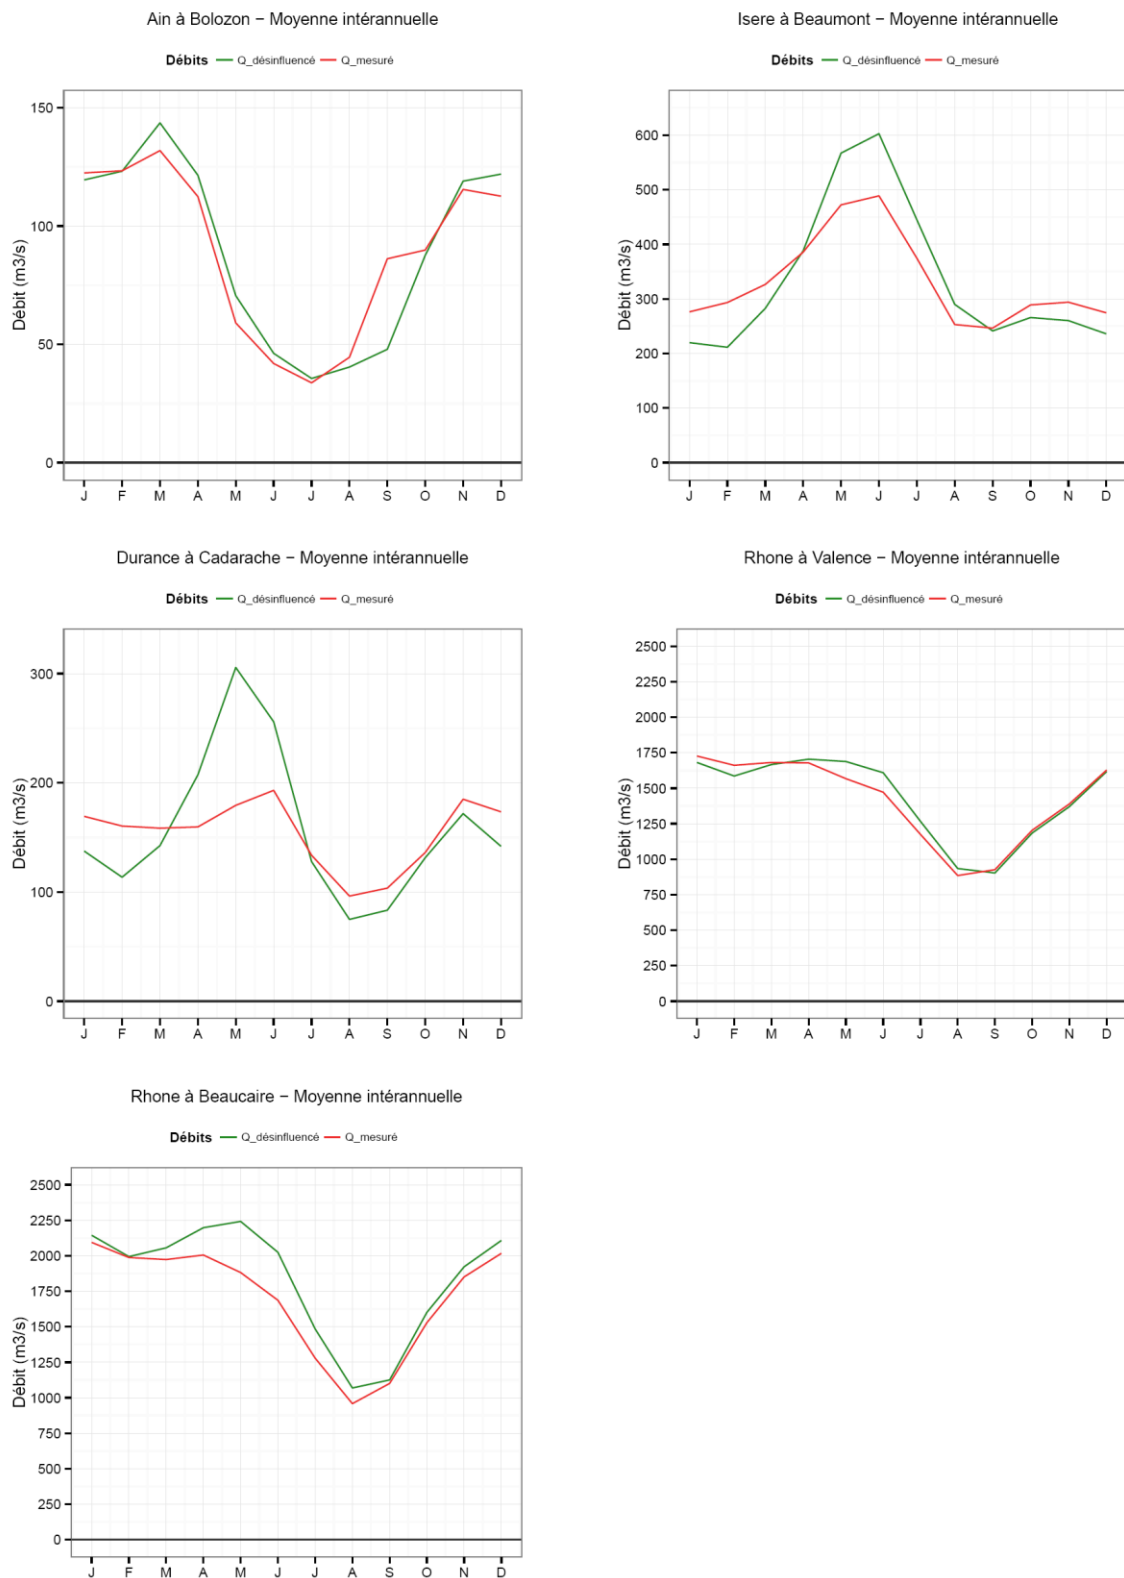 Ain à Bolozon – Moyenne intérannuelle
Débits Q_désinfluencé Q_mesuré
Débit (m3/s)
150
100
50
0
J F M A M J J A S O N D
Isere à Beaumont – Moyenne intérannuelle
Débits Q_désinfluencé Q_mesuré
Débit (m3/s)
600
500
400
300
200
100
0
J F M A M J J A S O N D
Durance à Cadarache – Moyenne intérannuelle
Débits Q_désinfluencé Q_mesuré
Débit (m3/s)
300
200
100
0
J F M A M J J A S O N D
Rhone à Valence – Moyenne intérannuelle
Débits Q_désinfluencé Q_mesuré
Débit (m3/s)
2500
2250
2000
1750
1500
1250
1000
750
500
250
0
J F M A M J J A S O N D
Rhone à Beaucaire – Moyenne intérannuelle
Débits Q_désinfluencé Q_mesuré
Débit (m3/s)
2500
2250
2000
1750
1500
1250
1000
750
500
250
0
J F M A M J J A S O N D